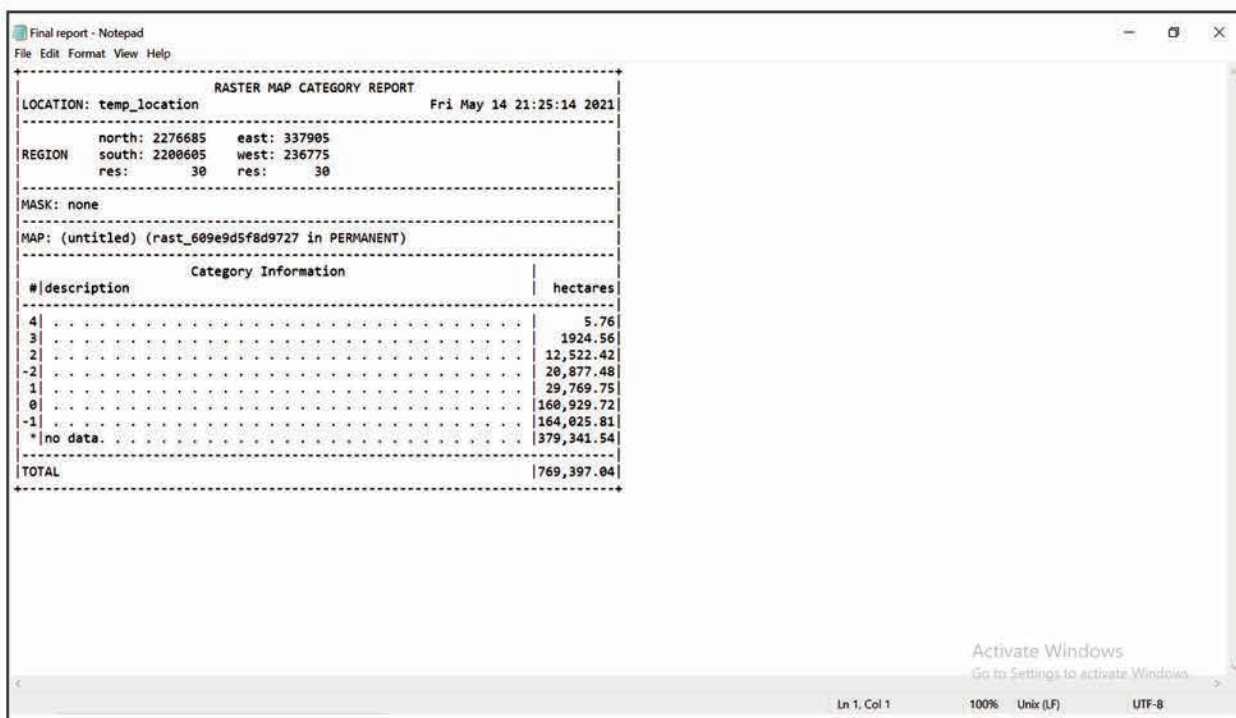 Final report - Notepad
File Edit Format View Help
+-----------------------------------------------------------------------------+
| RASTER MAP CATEGORY REPORT |
|LOCATION: temp_location Fri May 14 21:25:14 2021|
|-----------------------------------------------------------------------------|
| north: 2276685 east: 337905 |
|REGION south: 2200605 west: 236775 |
| res: 30 res: 30 |
|-----------------------------------------------------------------------------|
|MASK: none |
|-----------------------------------------------------------------------------|
|MAP: (untitled) (rast_609e9d5f8d9727 in PERMANENT) |
|-----------------------------------------------------------------------------|
| Category Information | |
| #|description | hectares|
|-----------------------------------------------------------------------------|
| 4| . . . . . . . . . . . . . . . . . . . . . . . . . . . . . . . | 5.76|
| 3| . . . . . . . . . . . . . . . . . . . . . . . . . . . . . . . | 1924.56|
| 2| . . . . . . . . . . . . . . . . . . . . . . . . . . . . . . . | 12,522.42|
|-2| . . . . . . . . . . . . . . . . . . . . . . . . . . . . . . . | 20,877.48|
| 1| . . . . . . . . . . . . . . . . . . . . . . . . . . . . . . . | 29,769.75|
| 0| . . . . . . . . . . . . . . . . . . . . . . . . . . . . . . . |160,929.72|
|-1| . . . . . . . . . . . . . . . . . . . . . . . . . . . . . . . |164,025.81|
| *|no data. . . . . . . . . . . . . . . . . . . . . . . . . . . . |379,341.54|
|-----------------------------------------------------------------------------|
|TOTAL |769,397.04|
+-----------------------------------------------------------------------------+
Activate Windows
Go to Settings to activate Windows.
Ln 1, Col 1 100% Unix (LF) UTF-8